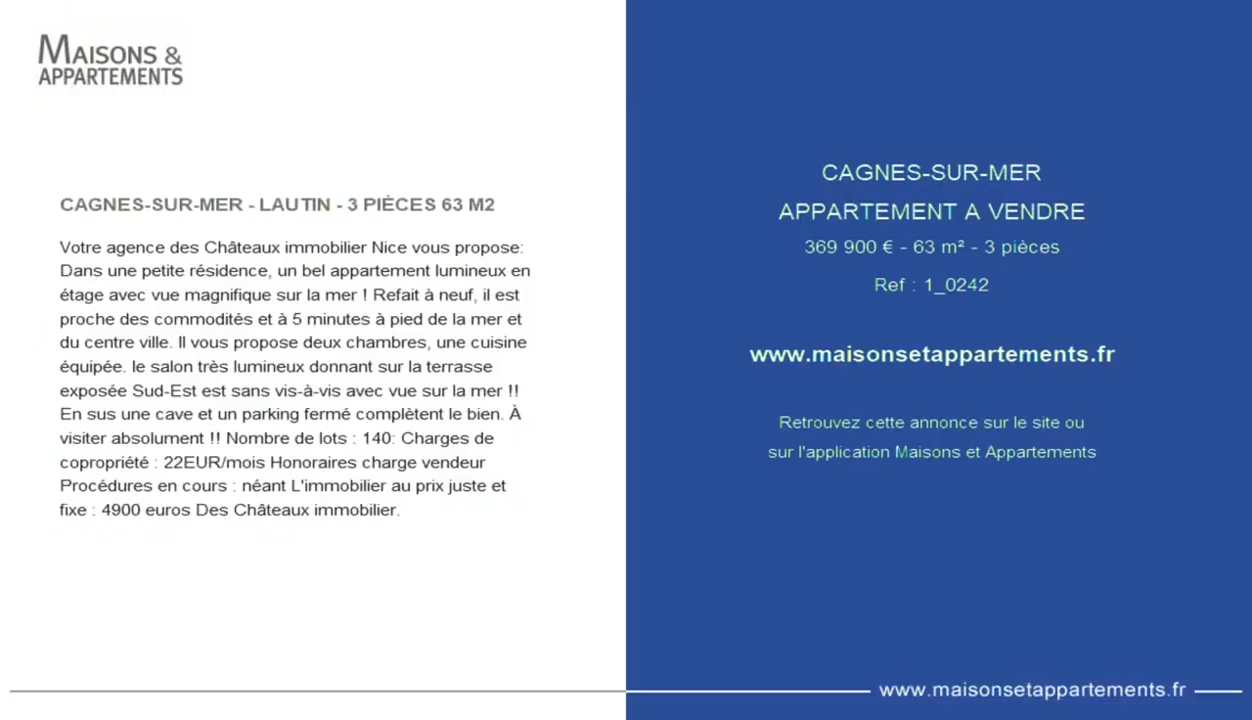 MAISONS &
APPARTEMENTS
CAGNES-SUR-MER - LAUTIN - 3 PIÈCES 63 M2
Votre agence des Châteaux immobilier Nice vous propose:
Dans une petite résidence, un bel appartement lumineux en
étage avec vue magnifique sur la mer ! Refait à neuf, il est
proche des commodités et à 5 minutes à pied de la mer et
du centre ville. Il vous propose deux chambres, une cuisine
équipée. le salon très lumineux donnant sur la terrasse
exposée Sud-Est est sans vis-à-vis avec vue sur la mer !!
En sus une cave et un parking fermé complètent le bien. À
visiter absolument !! Nombre de lots : 140: Charges de
copropriété : 22EUR/mois Honoraires charge vendeur
Procédures en cours : néant L'immobilier au prix juste et
fixe : 4900 euros Des Châteaux immobilier.
CAGNES-SUR-MER
APPARTEMENT A VENDRE
369 900 € - 63 m² - 3 pièces
Ref : 1_0242
www.maisonsetappartements.fr
Retrouvez cette annonce sur le site ou
sur l'application Maisons et Appartements
www.maisonsetappartements.fr